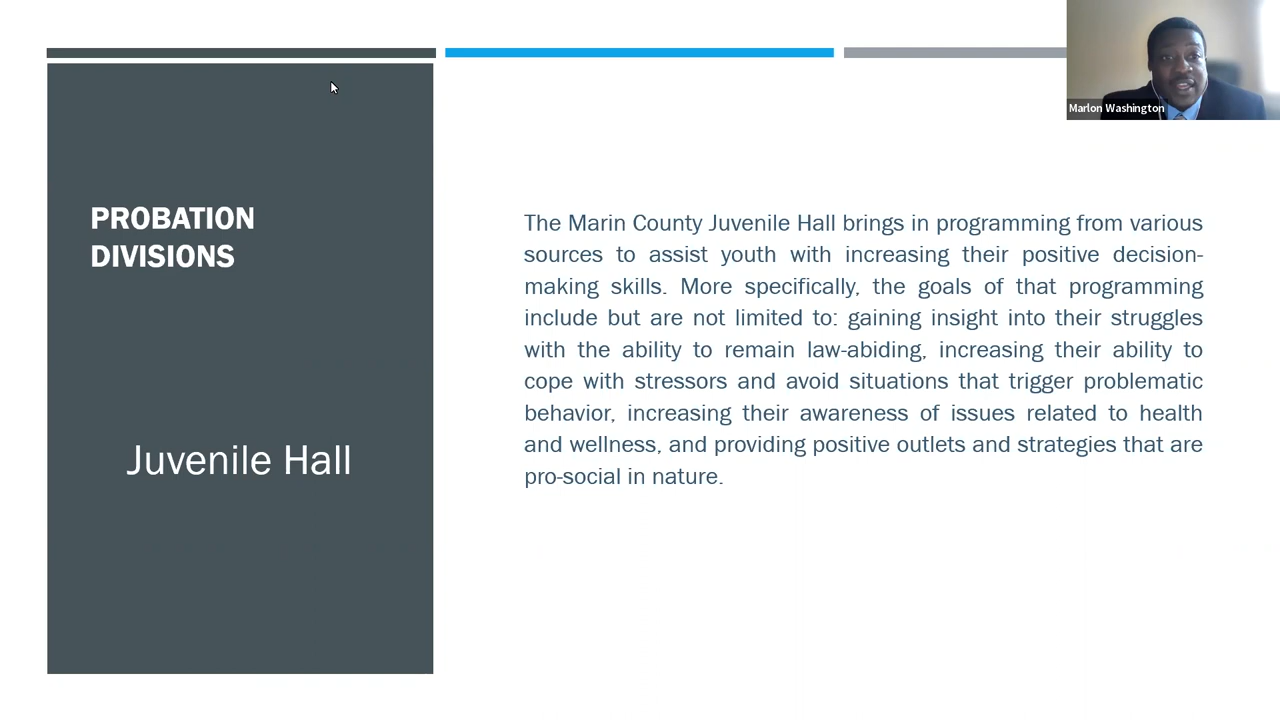 PROBATION
DIVISIONS
Juvenile Hall
The Marin County Juvenile Hall brings in programming from various
sources to assist youth with increasing their positive decision-
making skills. More specifically, the goals of that programming
include but are not limited to: gaining insight into their struggles
with the ability to remain law-abiding, increasing their ability to
cope with stressors and avoid situations that trigger problematic
behavior, increasing their awareness of issues related to health
and wellness, and providing positive outlets and strategies that are
pro-social in nature.
Marlon Washington